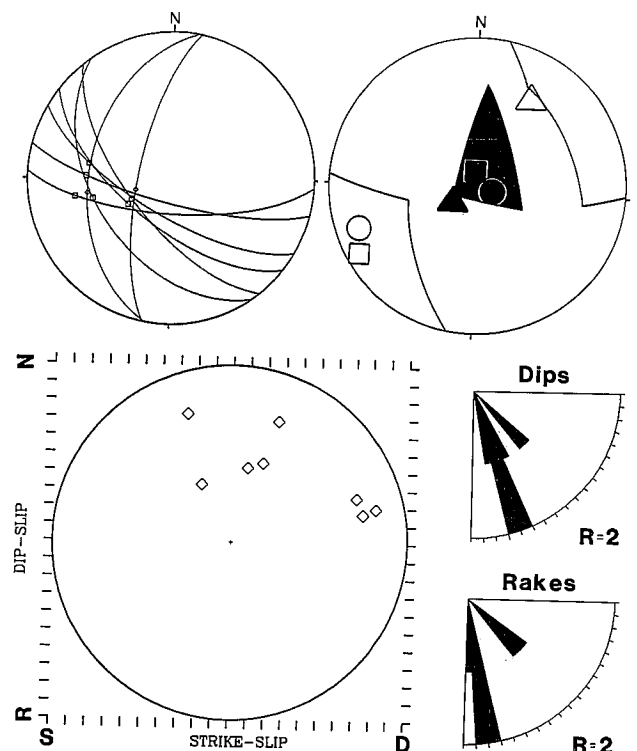 N
N
N
DIP-SLIP
R
S
STRIKE-SLIP
D
Dips
R=2
Rakes
R=2